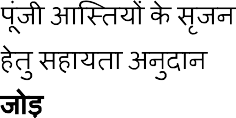 पूंजी आस्तियों के सृजन
हेतु सहायता अनुदान
जोड़